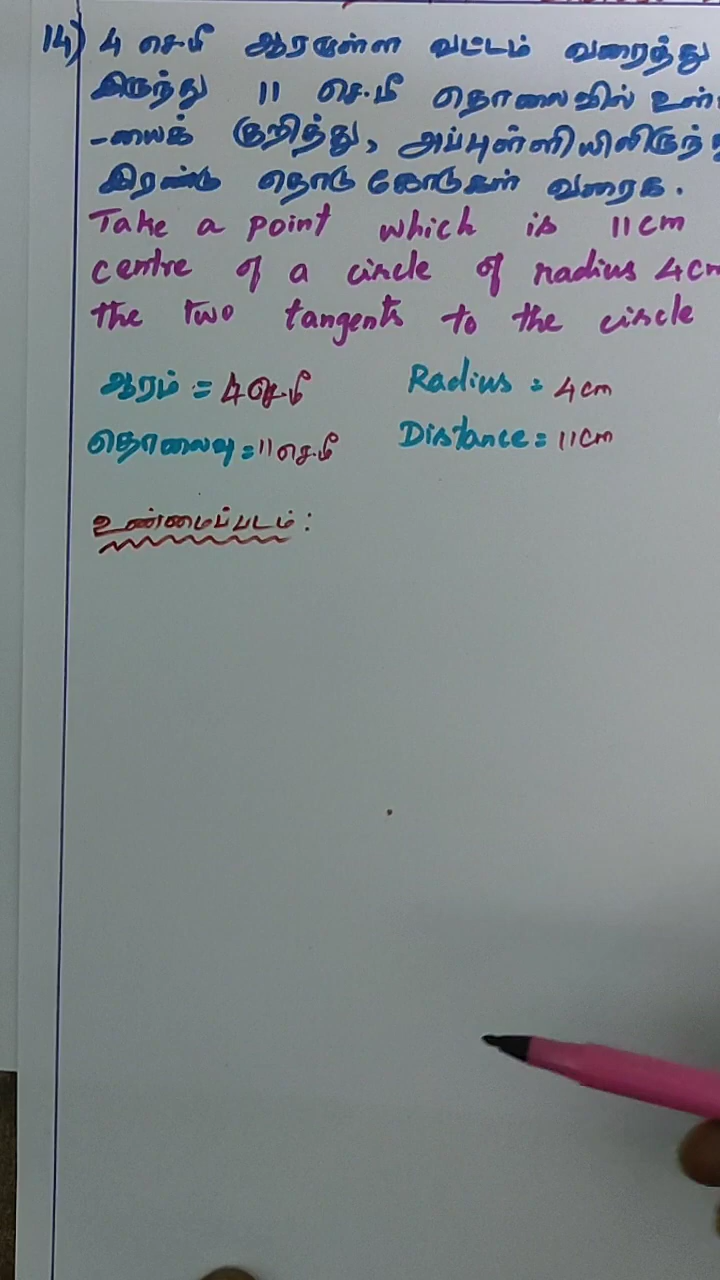 14) 4 செ.மீ ஆரமுள்ள வட்டம் வரைத்து
இருந்து 11 செ.மீ தொலைவில் உள்
-யைக் குறித்து, அப்புள்ளியிலிருந்
இரண்டு தொடுகோடுகள் வரைக.
Take a point which is 11cm
centre of a circle of radius 4cm
the two tangents to the circle
ஆரம் = 4செ.மீ Radius = 4cm
தொலைவு = 11செ.மீ Distance = 11cm
உண்மைப்படம் :